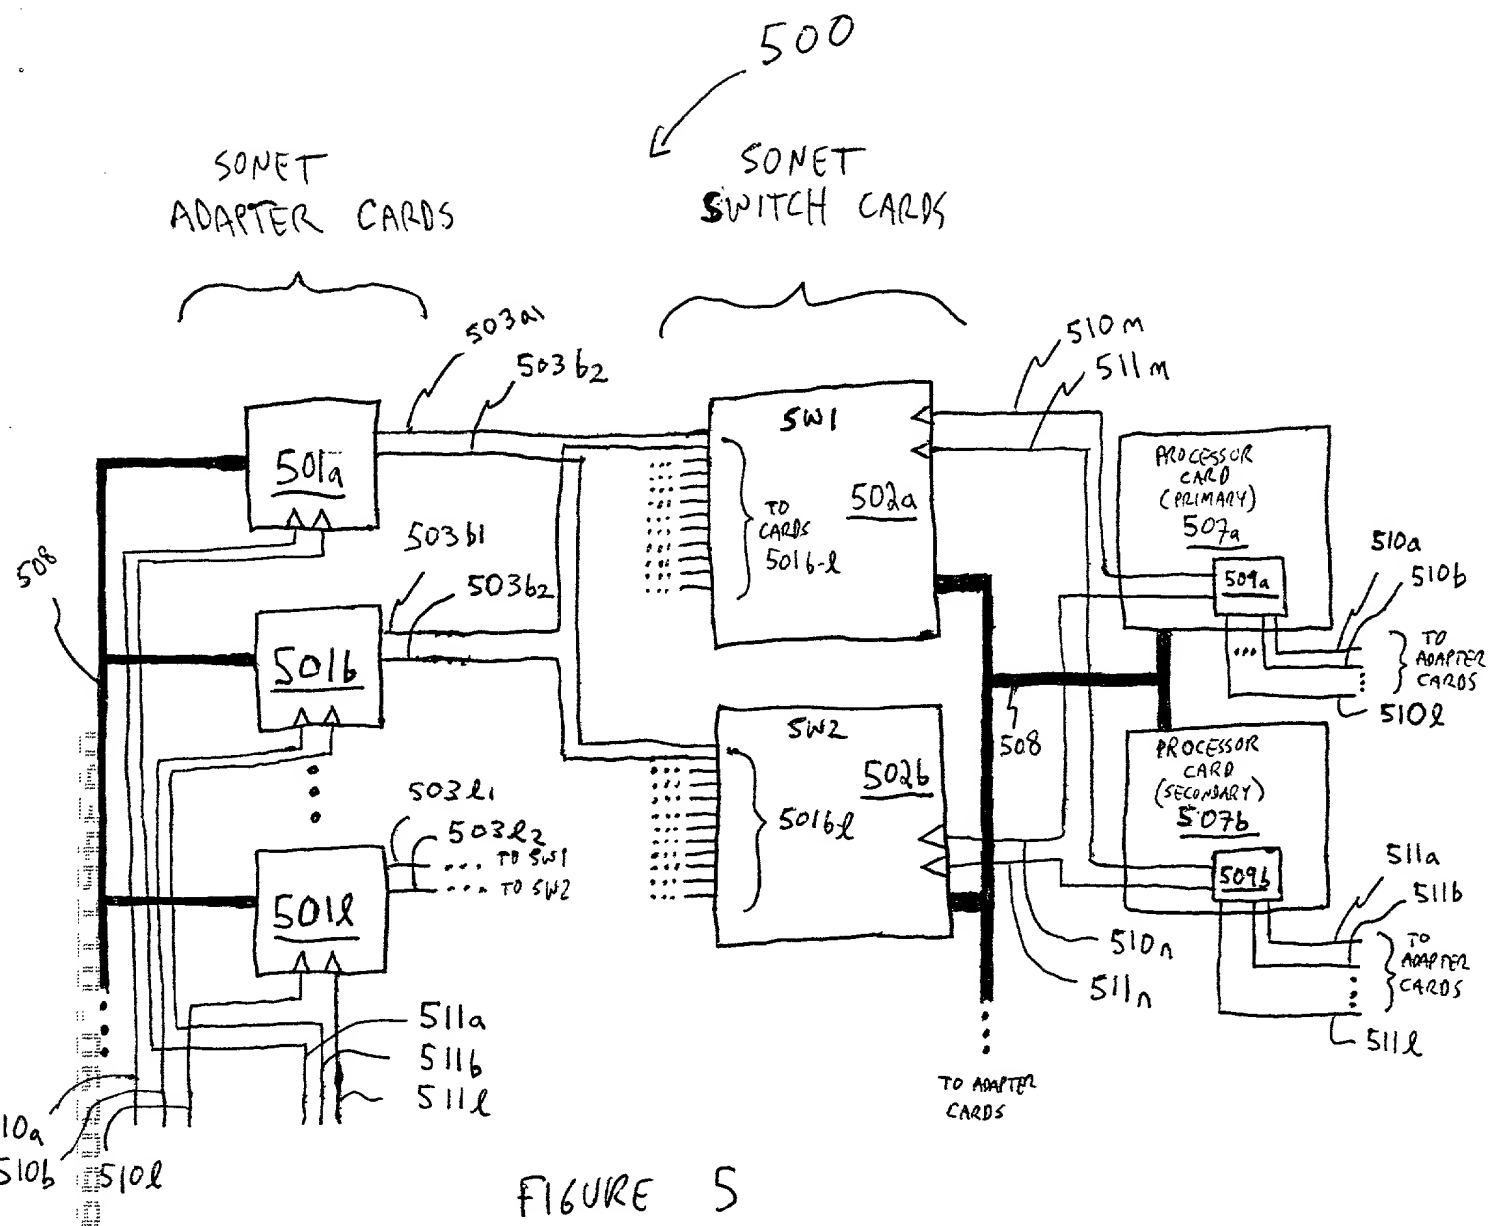 500
SONET
ADAPTER CARDS
SONET
SWITCH CARDS
503a1
503b2
510m
511m
501a
SW1
502a
TO
CARDS
501b-l
PROCESSOR
CARD
(PRIMARY)
507a
509a
510a
510b
TO
ADAPTER
CARDS
510l
508
503b1
503b2
501b
508
SW2
502b
501b-l
PROCESSOR
CARD
(SECONDARY)
507b
509b
503l1
503l2
TO SW1
TO SW2
501l
511a
511b
TO
ADAPTER
CARDS
511l
510n
511n
511a
511b
511l
TO ADAPTER
CARDS
10a
510b
510l
FIGURE 5